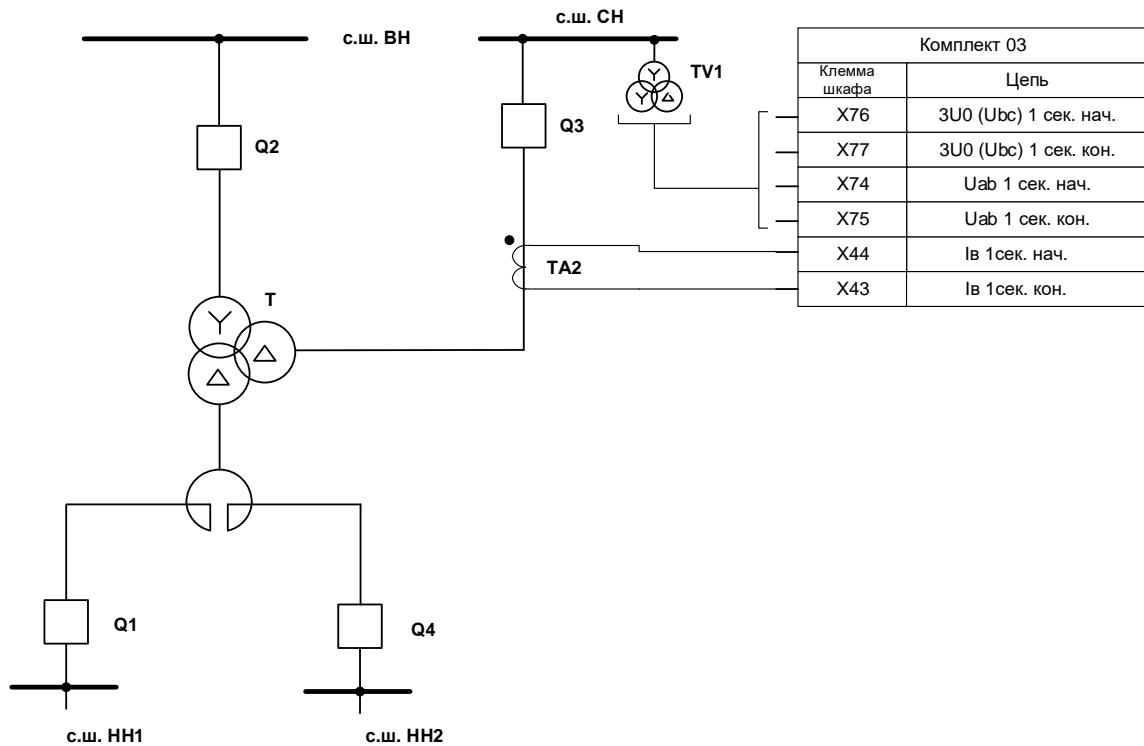 с.ш. ВН
с.ш. СН
TV1
Q2
Q3
Комплект 03
Клемма шкафа
Цепь
X76
3U0 (Ubc) 1 сек. нач.
X77
3U0 (Ubc) 1 сек. кон.
X74
Uab 1 сек. нач.
X75
Uab 1 сек. кон.
X44
Iв 1сек. нач.
X43
Iв 1сек. кон.
TA2
T
Q1
Q4
с.ш. НН1
с.ш. НН2